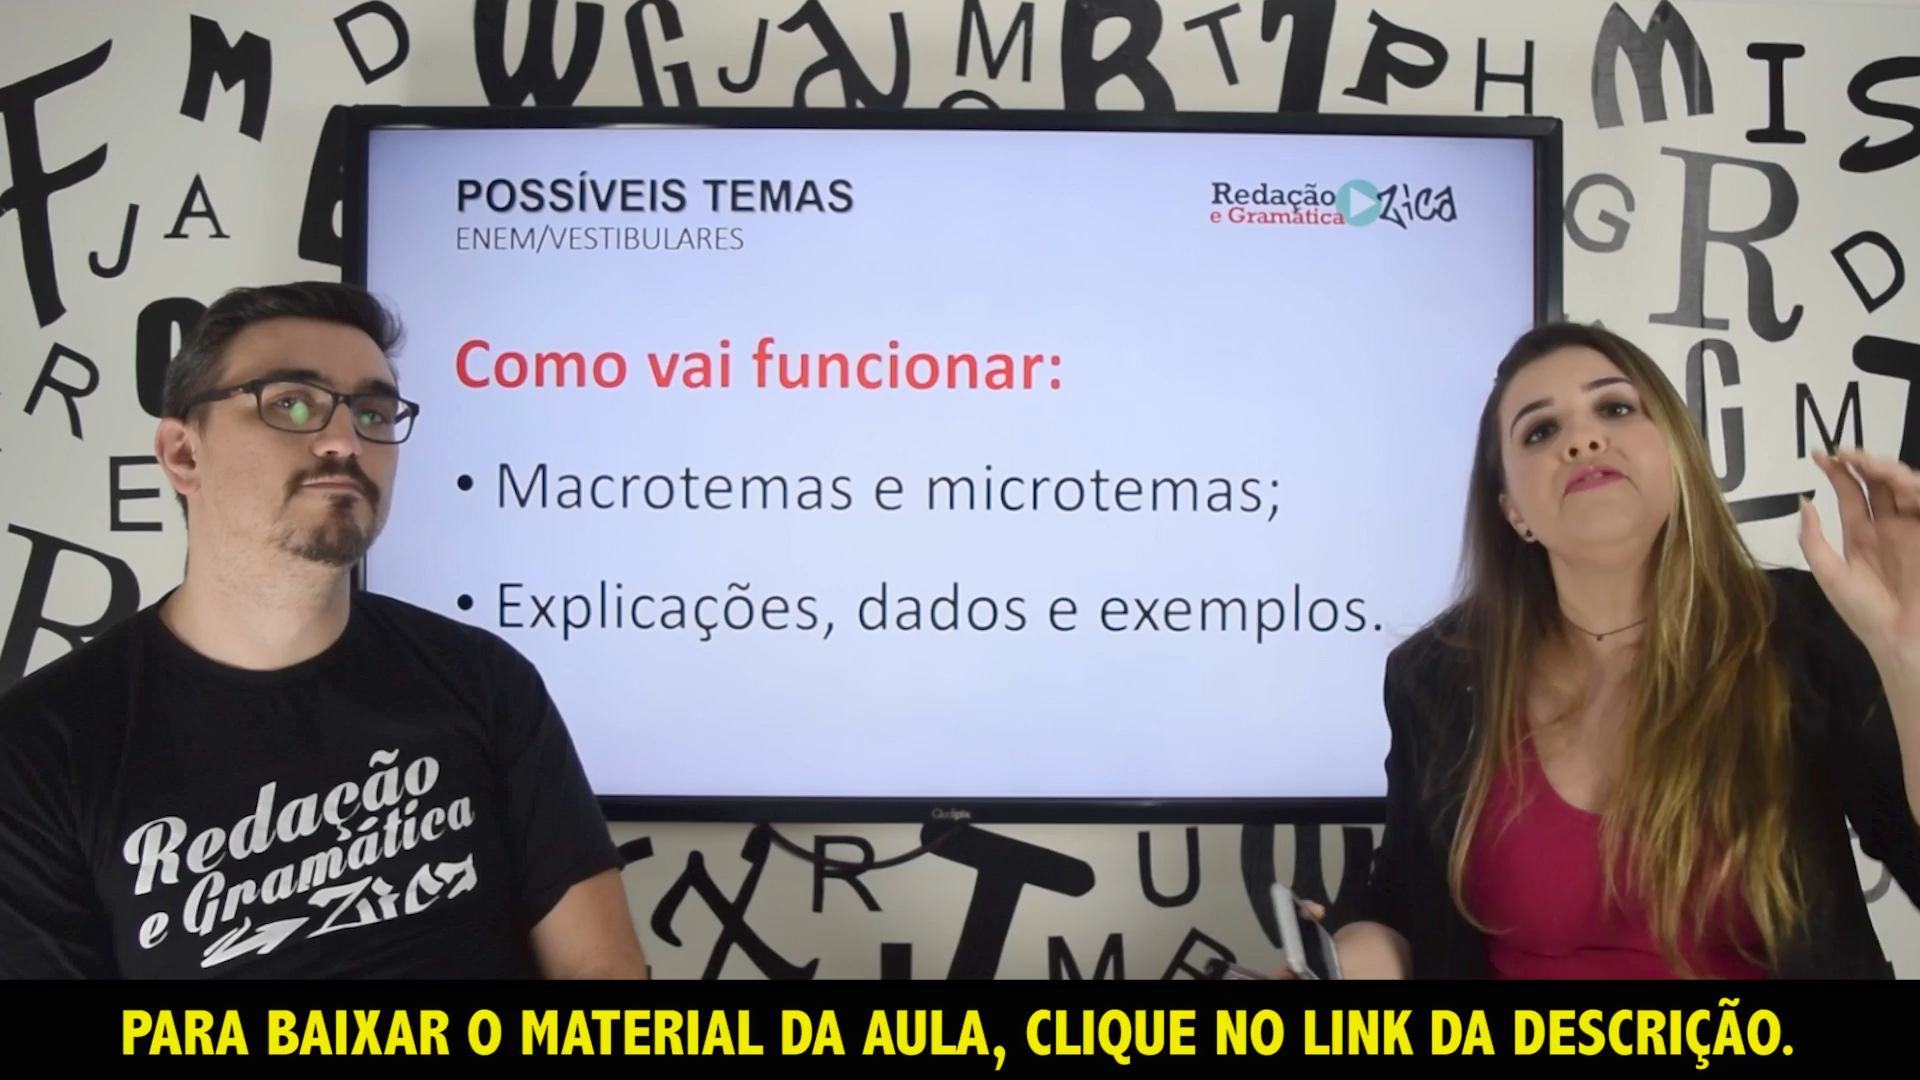 POSSÍVEIS TEMAS
ENEM/VESTIBULARES
Redação
e Gramática
Zica
Como vai funcionar:
• Macrotemas e microtemas;
• Explicações, dados e exemplos.
Redação
e Gramática
Zica
PARA BAIXAR O MATERIAL DA AULA, CLIQUE NO LINK DA DESCRIÇÃO.